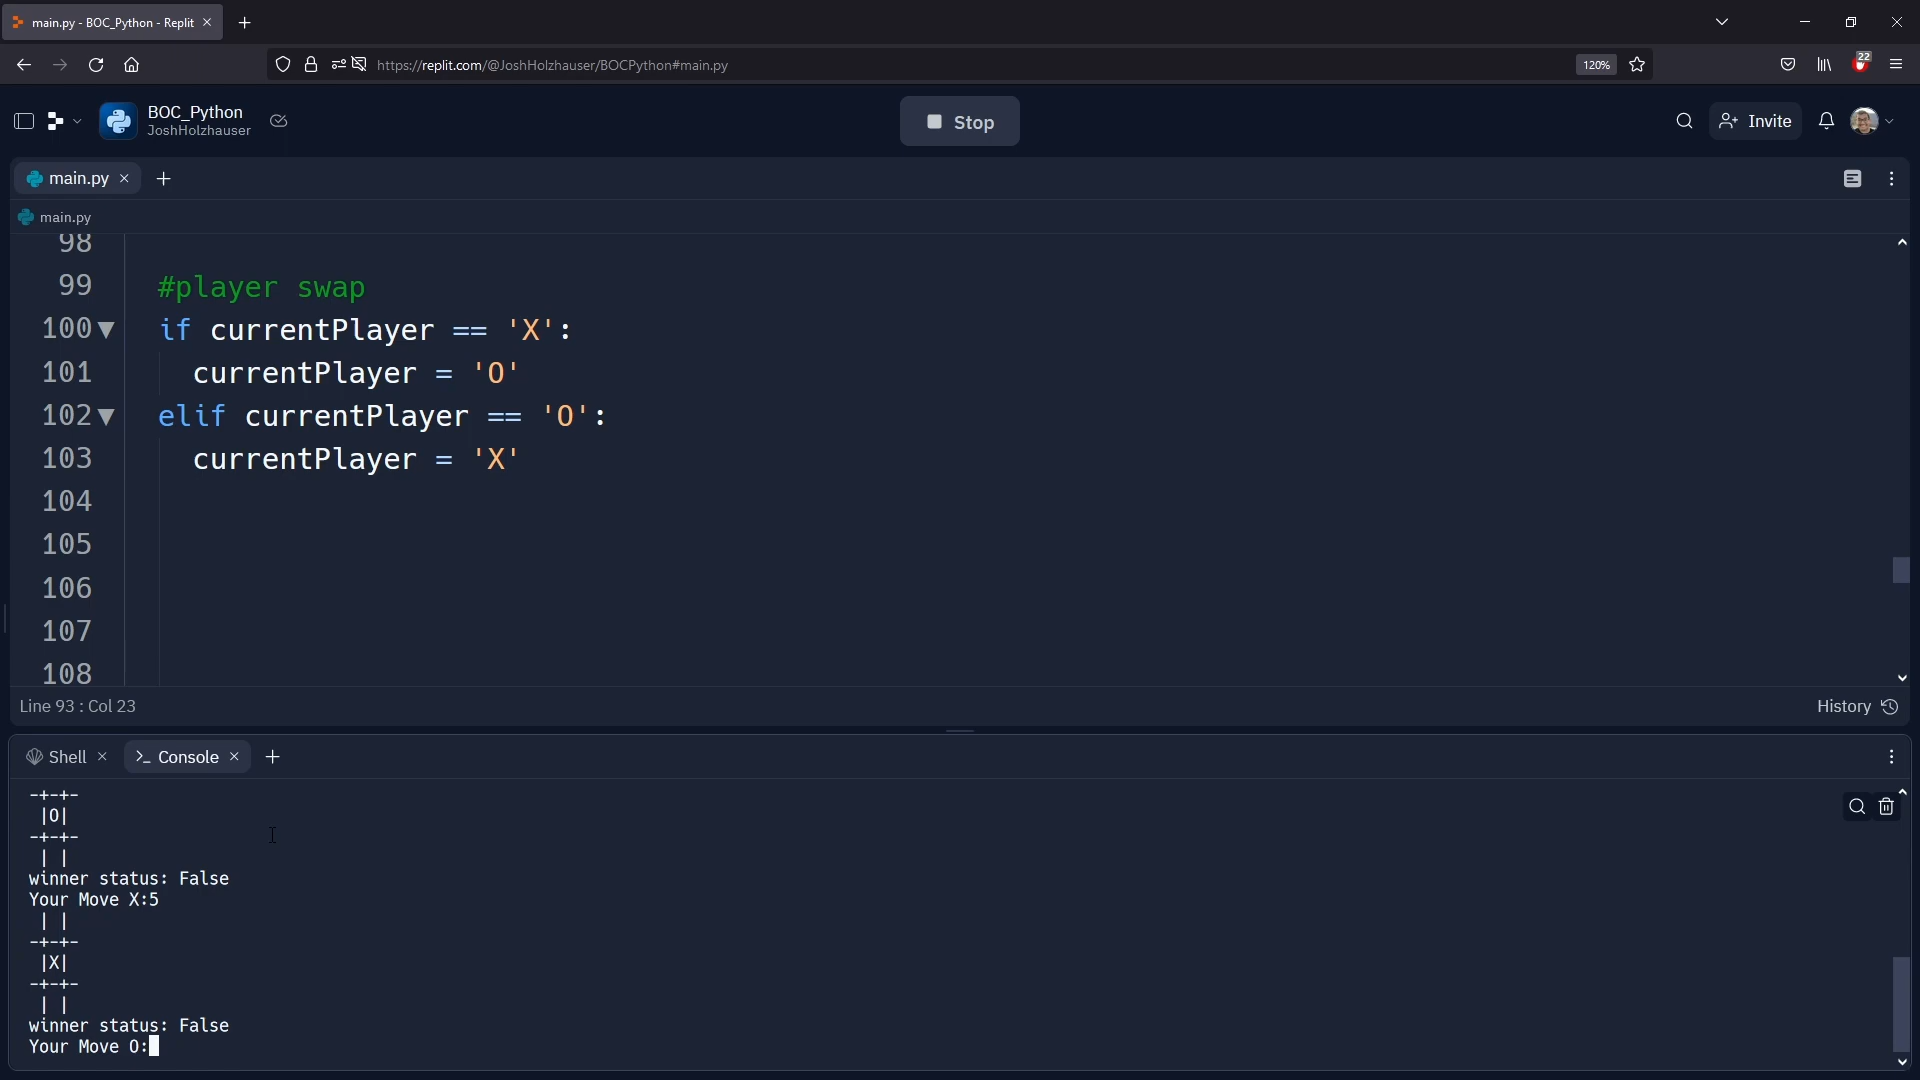 main.py - BOC_Python - Replit
https://replit.com/@JoshHolzhauser/BOCPython#main.py
120%
22
BOC_Python
JoshHolzhauser
Stop
Invite
main.py
main.py
98
99 #player swap
100 if currentPlayer == 'X':
101 currentPlayer = 'O'
102 elif currentPlayer == 'O':
103 currentPlayer = 'X'
104
105
106
107
108
Line 93 : Col 23
History
Shell
Console
-+-+-
|O|
-+-+-
| |
winner status: False
Your Move X:5
| |
-+-+-
|X|
-+-+-
| |
winner status: False
Your Move O: